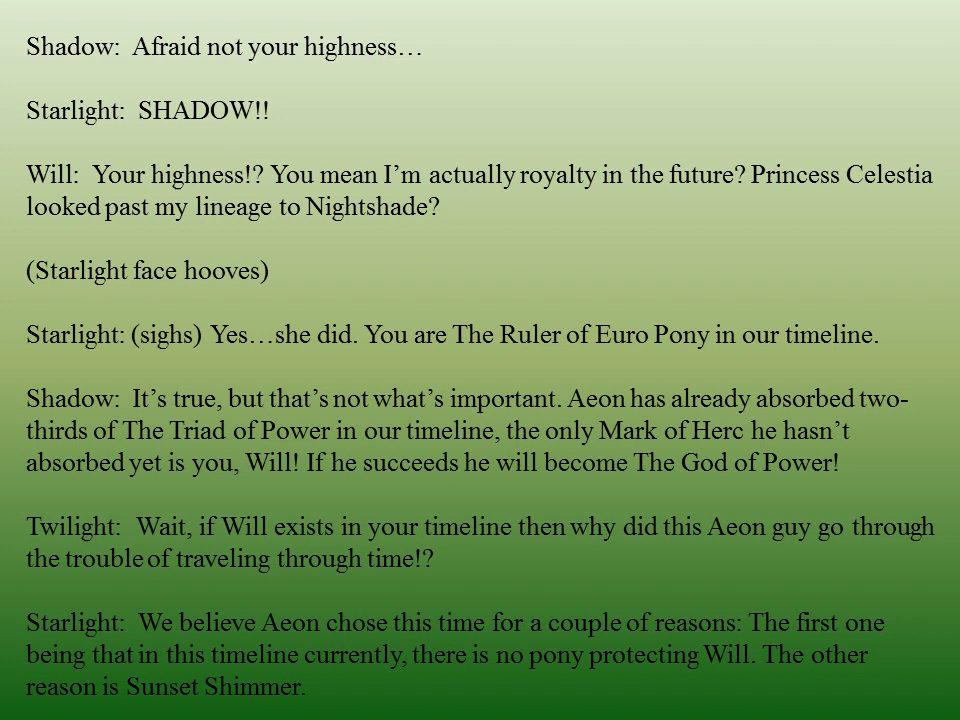 Shadow:  Afraid not your highness…
Starlight:  SHADOW!!
Will:  Your highness!? You mean I’m actually royalty in the future? Princess Celestia
looked past my lineage to Nightshade?
(Starlight face hooves)
Starlight: (sighs) Yes…she did. You are The Ruler of Euro Pony in our timeline.
Shadow:  It’s true, but that’s not what’s important. Aeon has already absorbed two-
thirds of The Triad of Power in our timeline, the only Mark of Herc he hasn’t
absorbed yet is you, Will! If he succeeds he will become The God of Power!
Twilight:  Wait, if Will exists in your timeline then why did this Aeon guy go through
the trouble of traveling through time!?
Starlight:  We believe Aeon chose this time for a couple of reasons: The first one
being that in this timeline currently, there is no pony protecting Will. The other
reason is Sunset Shimmer.